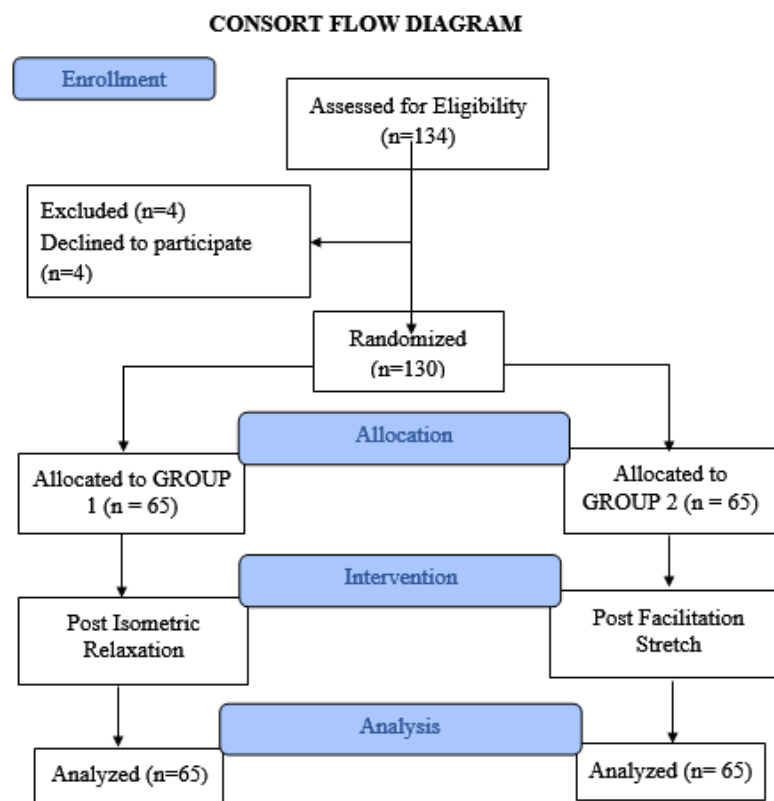 CONSORT FLOW DIAGRAM
Enrollment
Assessed for Eligibility
(n=134)
Excluded (n=4)
Declined to participate
(n=4)
Randomized
(n=130)
Allocation
Allocated to GROUP
1 (n = 65)
Allocated to
GROUP 2 (n = 65)
Intervention
Post Isometric
Relaxation
Post Facilitation
Stretch
Analysis
Analyzed (n=65)
Analyzed (n= 65)